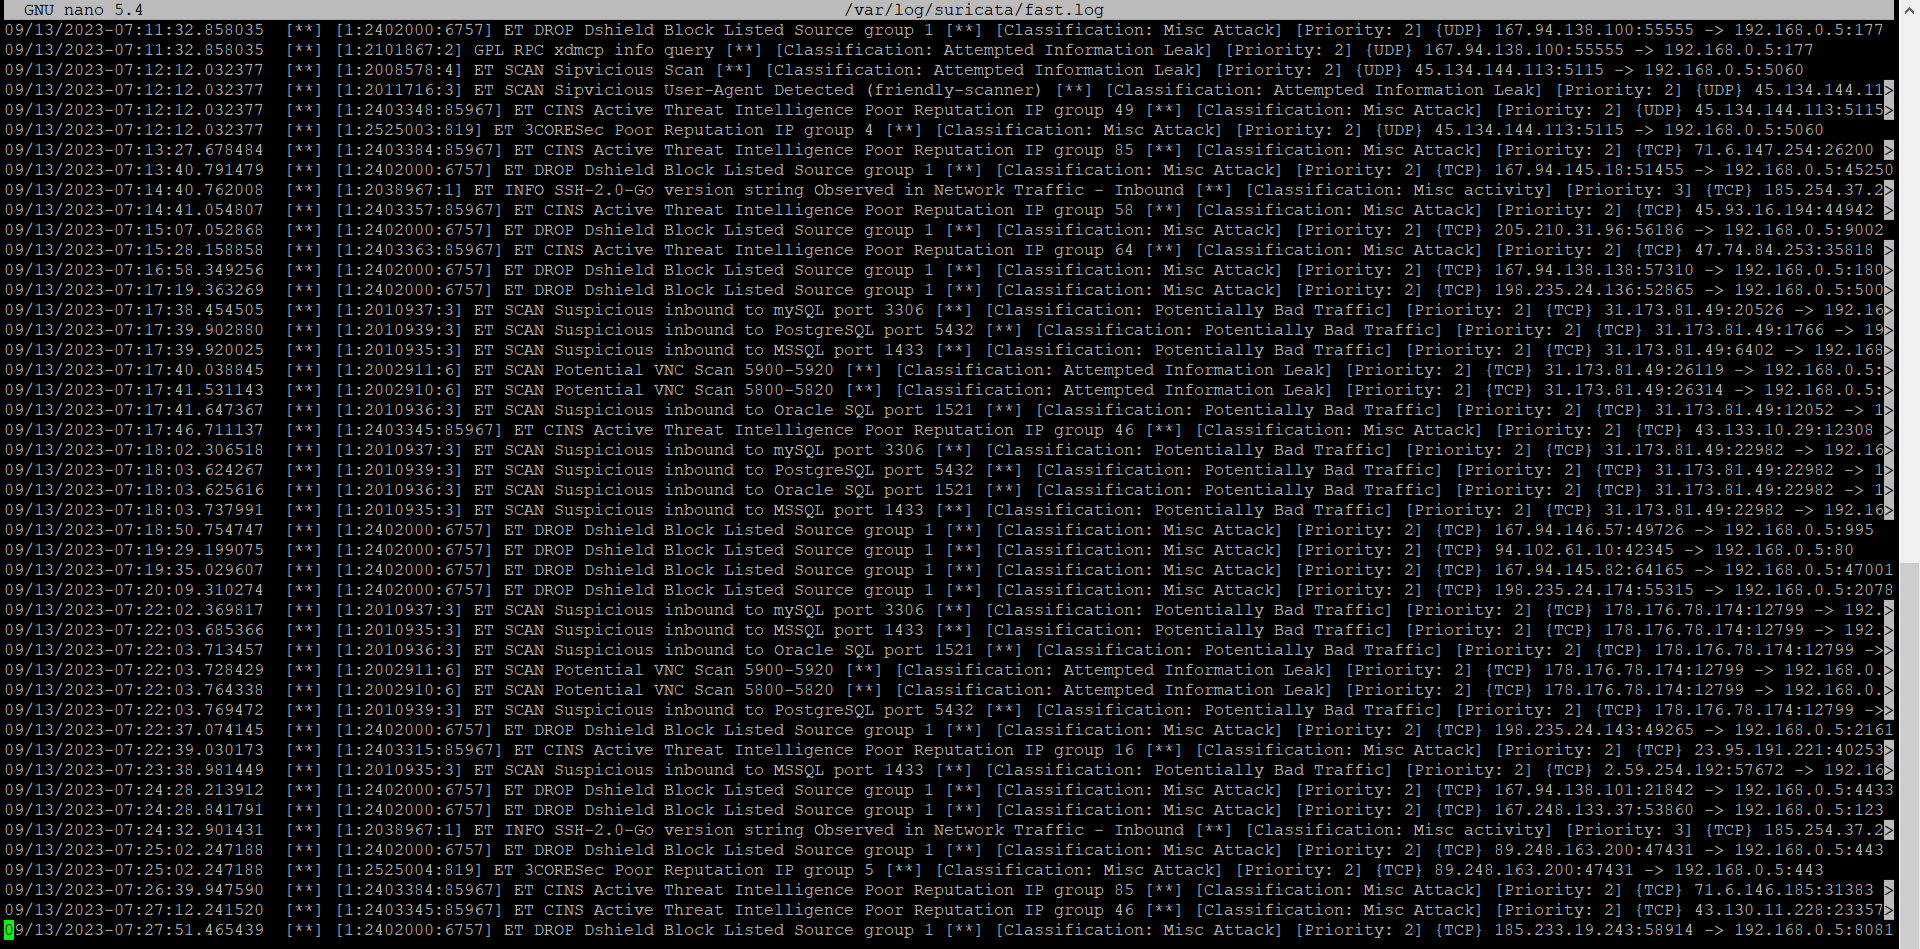 GNU nano 5.4 /var/log/suricata/fast.log
09/13/2023-07:11:32.858035  [**] [1:2402000:6757] ET DROP Dshield Block Listed Source group 1 [**] [Classification: Misc Attack] [Priority: 2] {UDP} 167.94.138.100:55555 -> 192.168.0.5:177
09/13/2023-07:11:32.858035  [**] [1:2101867:2] GPL RPC xdmcp info query [**] [Classification: Attempted Information Leak] [Priority: 2] {UDP} 167.94.138.100:55555 -> 192.168.0.5:177
09/13/2023-07:12:12.032377  [**] [1:2008578:4] ET SCAN Sipvicious Scan [**] [Classification: Attempted Information Leak] [Priority: 2] {UDP} 45.134.144.113:5115 -> 192.168.0.5:5060
09/13/2023-07:12:12.032377  [**] [1:2011716:3] ET SCAN Sipvicious User-Agent Detected (friendly-scanner) [**] [Classification: Attempted Information Leak] [Priority: 2] {UDP} 45.134.144.11>
09/13/2023-07:12:12.032377  [**] [1:2403348:85967] ET CINS Active Threat Intelligence Poor Reputation IP group 49 [**] [Classification: Misc Attack] [Priority: 2] {UDP} 45.134.144.113:5115>
09/13/2023-07:12:12.032377  [**] [1:2525003:819] ET 3CORESec Poor Reputation IP group 4 [**] [Classification: Misc Attack] [Priority: 2] {UDP} 45.134.144.113:5115 -> 192.168.0.5:5060
09/13/2023-07:13:27.678484  [**] [1:2403384:85967] ET CINS Active Threat Intelligence Poor Reputation IP group 85 [**] [Classification: Misc Attack] [Priority: 2] {TCP} 71.6.147.254:26200 >
09/13/2023-07:13:40.791479  [**] [1:2402000:6757] ET DROP Dshield Block Listed Source group 1 [**] [Classification: Misc Attack] [Priority: 2] {TCP} 167.94.145.18:51455 -> 192.168.0.5:45250
09/13/2023-07:14:40.762008  [**] [1:2038967:1] ET INFO SSH-2.0-Go version string Observed in Network Traffic - Inbound [**] [Classification: Misc activity] [Priority: 3] {TCP} 185.254.37.2>
09/13/2023-07:14:41.054807  [**] [1:2403357:85967] ET CINS Active Threat Intelligence Poor Reputation IP group 58 [**] [Classification: Misc Attack] [Priority: 2] {TCP} 45.93.16.194:44942 >
09/13/2023-07:15:07.052868  [**] [1:2402000:6757] ET DROP Dshield Block Listed Source group 1 [**] [Classification: Misc Attack] [Priority: 2] {TCP} 205.210.31.96:56186 -> 192.168.0.5:9002
09/13/2023-07:15:28.158858  [**] [1:2403363:85967] ET CINS Active Threat Intelligence Poor Reputation IP group 64 [**] [Classification: Misc Attack] [Priority: 2] {TCP} 47.74.84.253:35818 >
09/13/2023-07:16:58.349256  [**] [1:2402000:6757] ET DROP Dshield Block Listed Source group 1 [**] [Classification: Misc Attack] [Priority: 2] {TCP} 167.94.138.138:57310 -> 192.168.0.5:180>
09/13/2023-07:17:19.363269  [**] [1:2402000:6757] ET DROP Dshield Block Listed Source group 1 [**] [Classification: Misc Attack] [Priority: 2] {TCP} 198.235.24.136:52865 -> 192.168.0.5:500>
09/13/2023-07:17:38.454505  [**] [1:2010937:3] ET SCAN Suspicious inbound to mySQL port 3306 [**] [Classification: Potentially Bad Traffic] [Priority: 2] {TCP} 31.173.81.49:20526 -> 192.16>
09/13/2023-07:17:39.902880  [**] [1:2010939:3] ET SCAN Suspicious inbound to PostgreSQL port 5432 [**] [Classification: Potentially Bad Traffic] [Priority: 2] {TCP} 31.173.81.49:1766 -> 19>
09/13/2023-07:17:39.920025  [**] [1:2010935:3] ET SCAN Suspicious inbound to MSSQL port 1433 [**] [Classification: Potentially Bad Traffic] [Priority: 2] {TCP} 31.173.81.49:6402 -> 192.168>
09/13/2023-07:17:40.038845  [**] [1:2002911:6] ET SCAN Potential VNC Scan 5900-5920 [**] [Classification: Attempted Information Leak] [Priority: 2] {TCP} 31.173.81.49:26119 -> 192.168.0.5:>
09/13/2023-07:17:41.531143  [**] [1:2002910:6] ET SCAN Potential VNC Scan 5800-5820 [**] [Classification: Attempted Information Leak] [Priority: 2] {TCP} 31.173.81.49:26314 -> 192.168.0.5:>
09/13/2023-07:17:41.647367  [**] [1:2010936:3] ET SCAN Suspicious inbound to Oracle SQL port 1521 [**] [Classification: Potentially Bad Traffic] [Priority: 2] {TCP} 31.173.81.49:12052 -> 1>
09/13/2023-07:17:46.711137  [**] [1:2403345:85967] ET CINS Active Threat Intelligence Poor Reputation IP group 46 [**] [Classification: Misc Attack] [Priority: 2] {TCP} 43.133.10.29:12308 >
09/13/2023-07:18:02.306518  [**] [1:2010937:3] ET SCAN Suspicious inbound to mySQL port 3306 [**] [Classification: Potentially Bad Traffic] [Priority: 2] {TCP} 31.173.81.49:22982 -> 192.16>
09/13/2023-07:18:03.624267  [**] [1:2010939:3] ET SCAN Suspicious inbound to PostgreSQL port 5432 [**] [Classification: Potentially Bad Traffic] [Priority: 2] {TCP} 31.173.81.49:22982 -> 1>
09/13/2023-07:18:03.625616  [**] [1:2010936:3] ET SCAN Suspicious inbound to Oracle SQL port 1521 [**] [Classification: Potentially Bad Traffic] [Priority: 2] {TCP} 31.173.81.49:22982 -> 1>
09/13/2023-07:18:03.737991  [**] [1:2010935:3] ET SCAN Suspicious inbound to MSSQL port 1433 [**] [Classification: Potentially Bad Traffic] [Priority: 2] {TCP} 31.173.81.49:22982 -> 192.16>
09/13/2023-07:18:50.754747  [**] [1:2402000:6757] ET DROP Dshield Block Listed Source group 1 [**] [Classification: Misc Attack] [Priority: 2] {TCP} 167.94.146.57:49726 -> 192.168.0.5:995
09/13/2023-07:19:29.199075  [**] [1:2402000:6757] ET DROP Dshield Block Listed Source group 1 [**] [Classification: Misc Attack] [Priority: 2] {TCP} 94.102.61.10:42345 -> 192.168.0.5:80
09/13/2023-07:19:35.029607  [**] [1:2402000:6757] ET DROP Dshield Block Listed Source group 1 [**] [Classification: Misc Attack] [Priority: 2] {TCP} 167.94.145.82:64165 -> 192.168.0.5:47001
09/13/2023-07:20:09.310274  [**] [1:2402000:6757] ET DROP Dshield Block Listed Source group 1 [**] [Classification: Misc Attack] [Priority: 2] {TCP} 198.235.24.174:55315 -> 192.168.0.5:2078
09/13/2023-07:22:02.369817  [**] [1:2010937:3] ET SCAN Suspicious inbound to mySQL port 3306 [**] [Classification: Potentially Bad Traffic] [Priority: 2] {TCP} 178.176.78.174:12799 -> 192.>
09/13/2023-07:22:03.685366  [**] [1:2010935:3] ET SCAN Suspicious inbound to MSSQL port 1433 [**] [Classification: Potentially Bad Traffic] [Priority: 2] {TCP} 178.176.78.174:12799 -> 192.>
09/13/2023-07:22:03.713457  [**] [1:2010936:3] ET SCAN Suspicious inbound to Oracle SQL port 1521 [**] [Classification: Potentially Bad Traffic] [Priority: 2] {TCP} 178.176.78.174:12799 ->>
09/13/2023-07:22:03.728429  [**] [1:2002911:6] ET SCAN Potential VNC Scan 5900-5920 [**] [Classification: Attempted Information Leak] [Priority: 2] {TCP} 178.176.78.174:12799 -> 192.168.0.>
09/13/2023-07:22:03.764338  [**] [1:2002910:6] ET SCAN Potential VNC Scan 5800-5820 [**] [Classification: Attempted Information Leak] [Priority: 2] {TCP} 178.176.78.174:12799 -> 192.168.0.>
09/13/2023-07:22:03.769472  [**] [1:2010939:3] ET SCAN Suspicious inbound to PostgreSQL port 5432 [**] [Classification: Potentially Bad Traffic] [Priority: 2] {TCP} 178.176.78.174:12799 ->>
09/13/2023-07:22:37.074145  [**] [1:2402000:6757] ET DROP Dshield Block Listed Source group 1 [**] [Classification: Misc Attack] [Priority: 2] {TCP} 198.235.24.143:49265 -> 192.168.0.5:2161
09/13/2023-07:22:39.030173  [**] [1:2403315:85967] ET CINS Active Threat Intelligence Poor Reputation IP group 16 [**] [Classification: Misc Attack] [Priority: 2] {TCP} 23.95.191.221:40253>
09/13/2023-07:23:38.981449  [**] [1:2010935:3] ET SCAN Suspicious inbound to MSSQL port 1433 [**] [Classification: Potentially Bad Traffic] [Priority: 2] {TCP} 2.59.254.192:57672 -> 192.16>
09/13/2023-07:24:28.213912  [**] [1:2402000:6757] ET DROP Dshield Block Listed Source group 1 [**] [Classification: Misc Attack] [Priority: 2] {TCP} 167.94.138.101:21842 -> 192.168.0.5:4433
09/13/2023-07:24:28.841791  [**] [1:2402000:6757] ET DROP Dshield Block Listed Source group 1 [**] [Classification: Misc Attack] [Priority: 2] {TCP} 167.248.133.37:53860 -> 192.168.0.5:123
09/13/2023-07:24:32.901431  [**] [1:2038967:1] ET INFO SSH-2.0-Go version string Observed in Network Traffic - Inbound [**] [Classification: Misc activity] [Priority: 3] {TCP} 185.254.37.2>
09/13/2023-07:25:02.247188  [**] [1:2402000:6757] ET DROP Dshield Block Listed Source group 1 [**] [Classification: Misc Attack] [Priority: 2] {TCP} 89.248.163.200:47431 -> 192.168.0.5:443
09/13/2023-07:25:02.247188  [**] [1:2525004:819] ET 3CORESec Poor Reputation IP group 5 [**] [Classification: Misc Attack] [Priority: 2] {TCP} 89.248.163.200:47431 -> 192.168.0.5:443
09/13/2023-07:26:39.947590  [**] [1:2403384:85967] ET CINS Active Threat Intelligence Poor Reputation IP group 85 [**] [Classification: Misc Attack] [Priority: 2] {TCP} 71.6.146.185:31383 >
09/13/2023-07:27:12.241520  [**] [1:2403345:85967] ET CINS Active Threat Intelligence Poor Reputation IP group 46 [**] [Classification: Misc Attack] [Priority: 2] {TCP} 43.130.11.228:23357>
09/13/2023-07:27:51.465439  [**] [1:2402000:6757] ET DROP Dshield Block Listed Source group 1 [**] [Classification: Misc Attack] [Priority: 2] {TCP} 185.233.19.243:58914 -> 192.168.0.5:8081